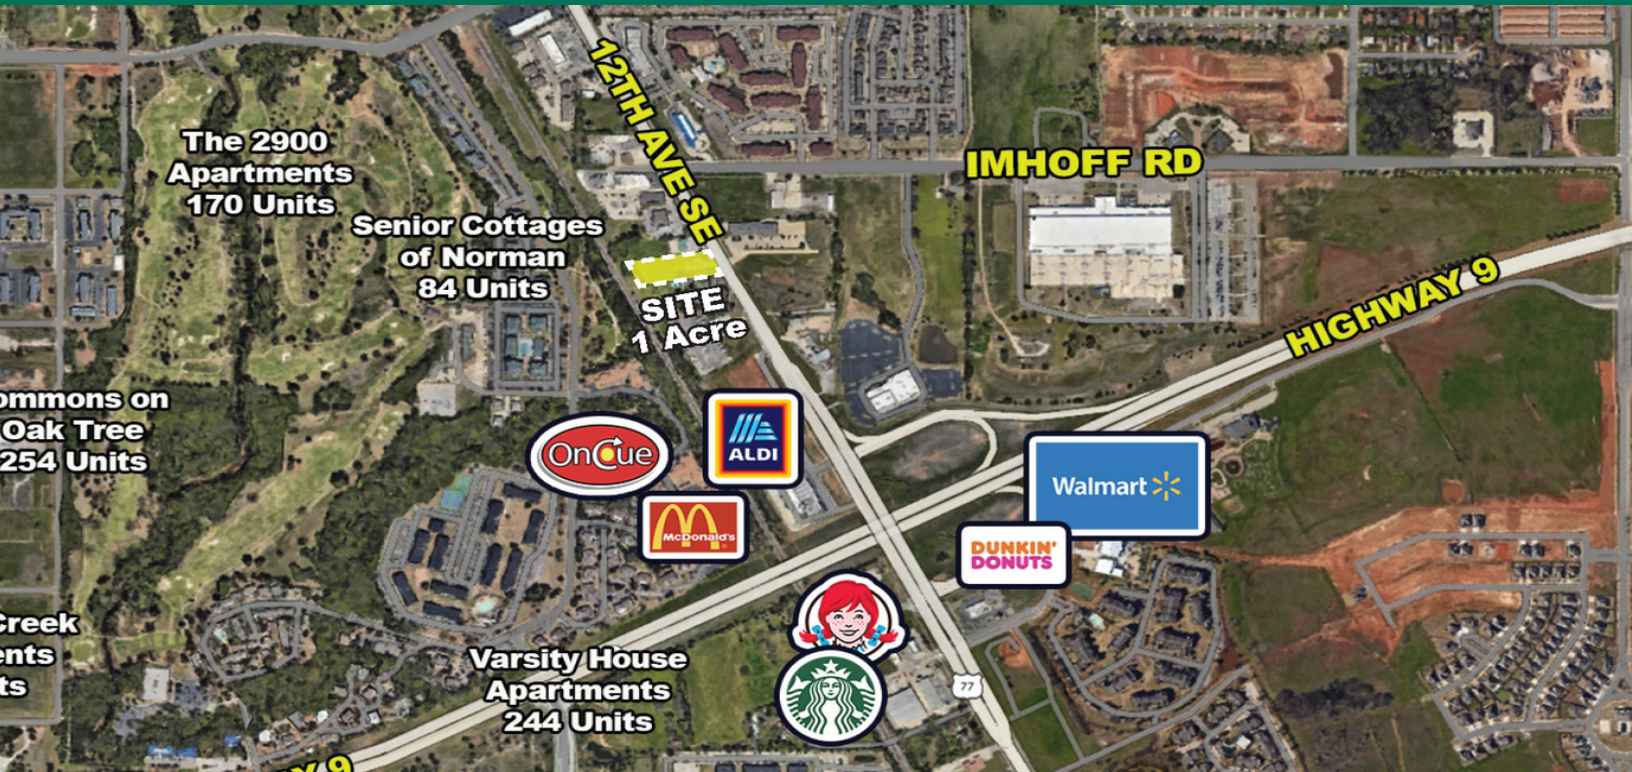 12TH AVE SE
IMHOFF RD
The 2900
Apartments
170 Units
Senior Cottages
of Norman
84 Units
SITE
1 Acre
HIGHWAY 9
ommons on
Oak Tree
254 Units
OnCue
ALDI
McDonald's
Walmart
DUNKIN'
DONUTS
Creek
ents
ts
Varsity House
Apartments
244 Units
77
Y 9